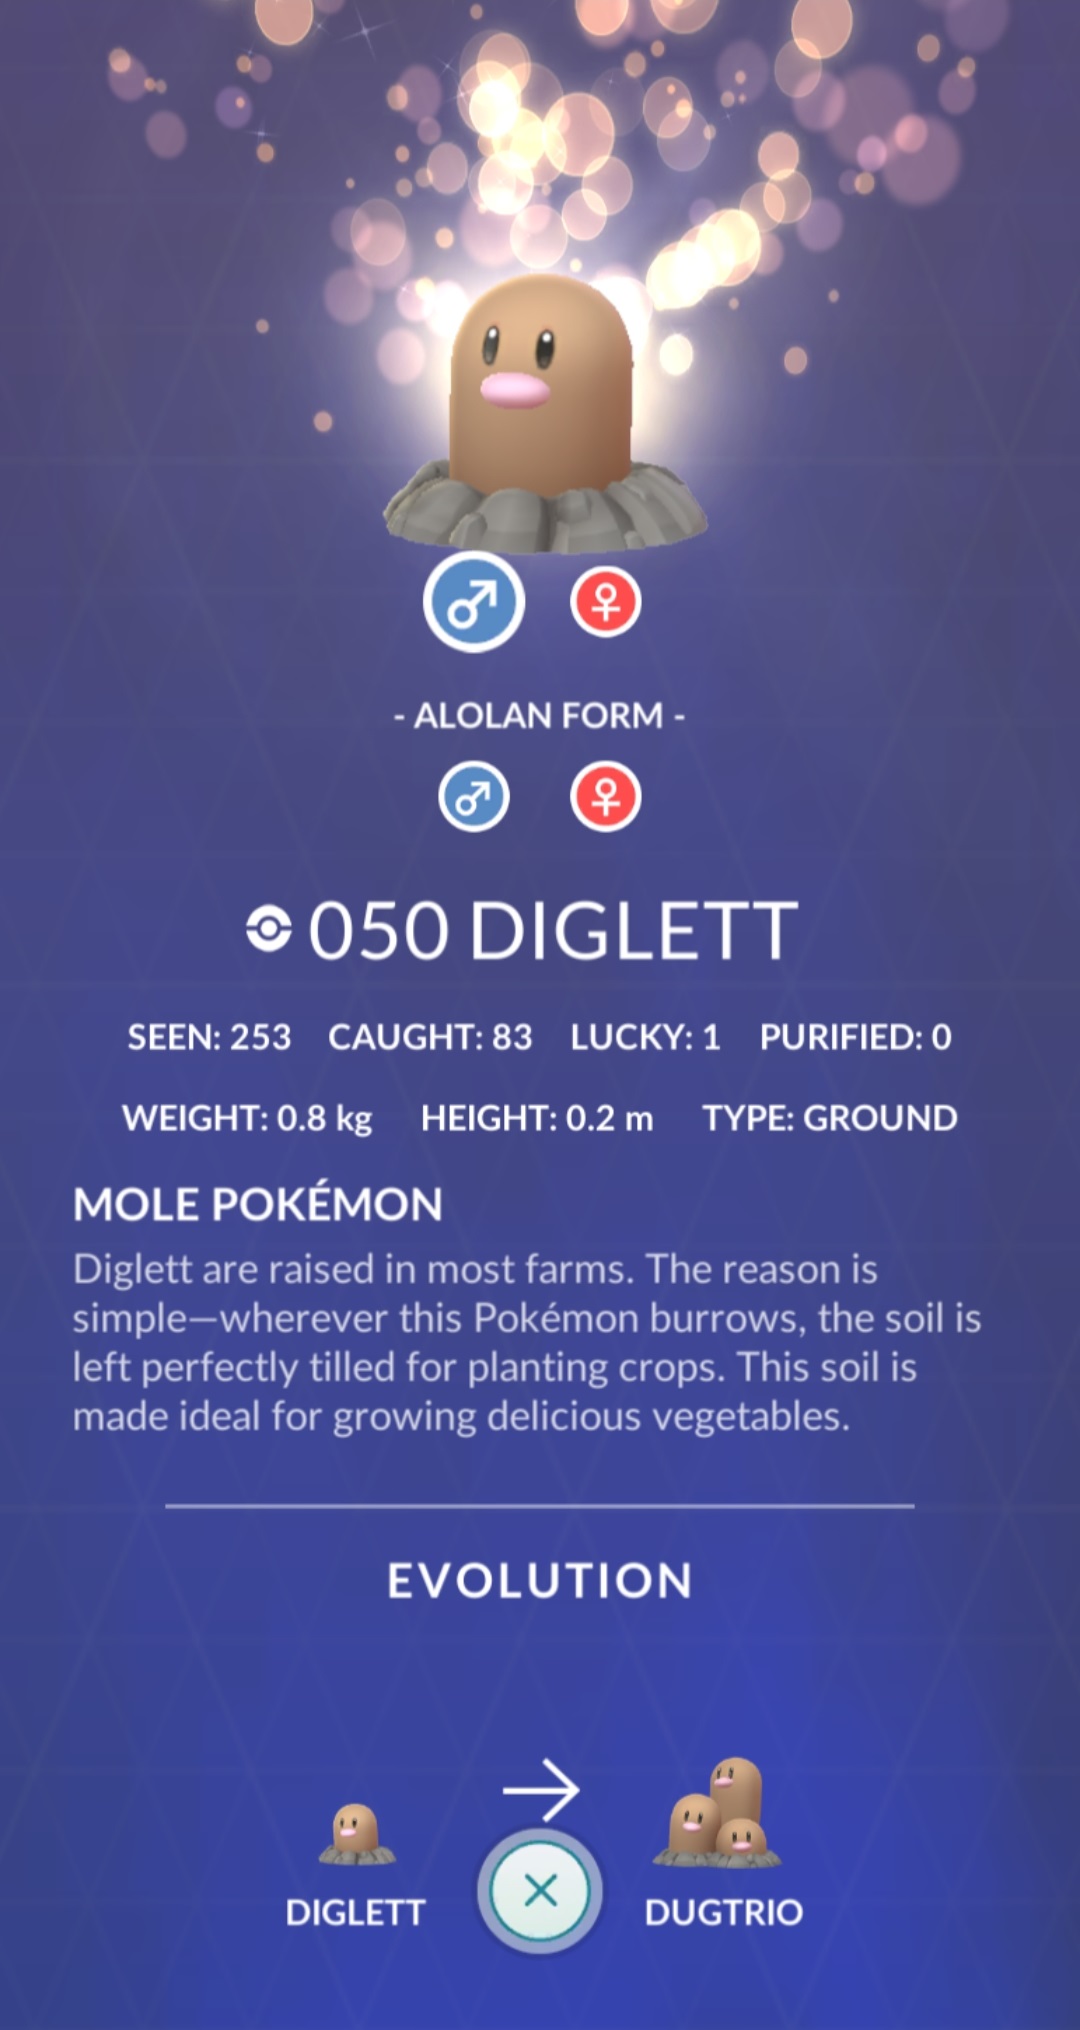 - ALOLAN FORM -
050 DIGLETT
SEEN: 253 CAUGHT: 83 LUCKY: 1 PURIFIED: 0
WEIGHT: 0.8 kg HEIGHT: 0.2 m TYPE: GROUND
MOLE POKÉMON
Diglett are raised in most farms. The reason is
simple—wherever this Pokémon burrows, the soil is
left perfectly tilled for planting crops. This soil is
made ideal for growing delicious vegetables.
EVOLUTION
DIGLETT DUGTRIO